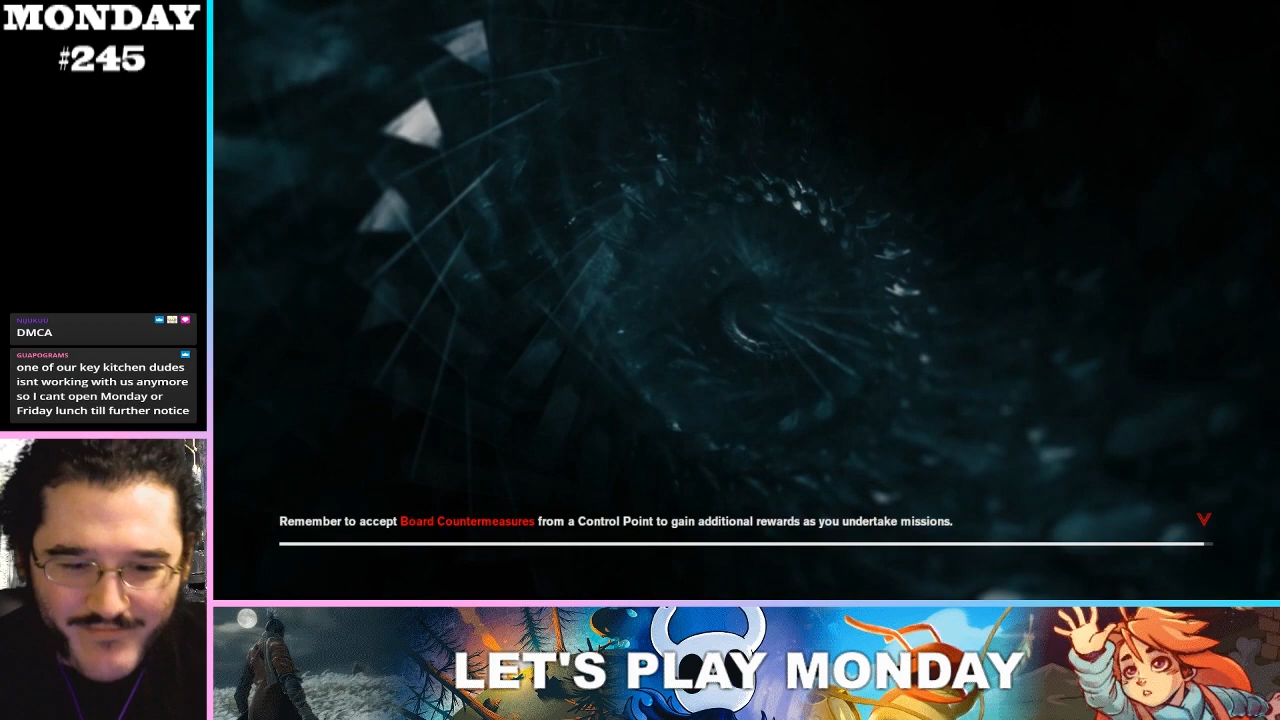 MONDAY
#245
NIJUKUU
DMCA
GUAPOGRAMS
one of our key kitchen dudes
isnt working with us anymore
so I cant open Monday or
Friday lunch till further notice
Remember to accept Board Countermeasures from a Control Point to gain additional rewards as you undertake missions.
LET'S PLAY MONDAY